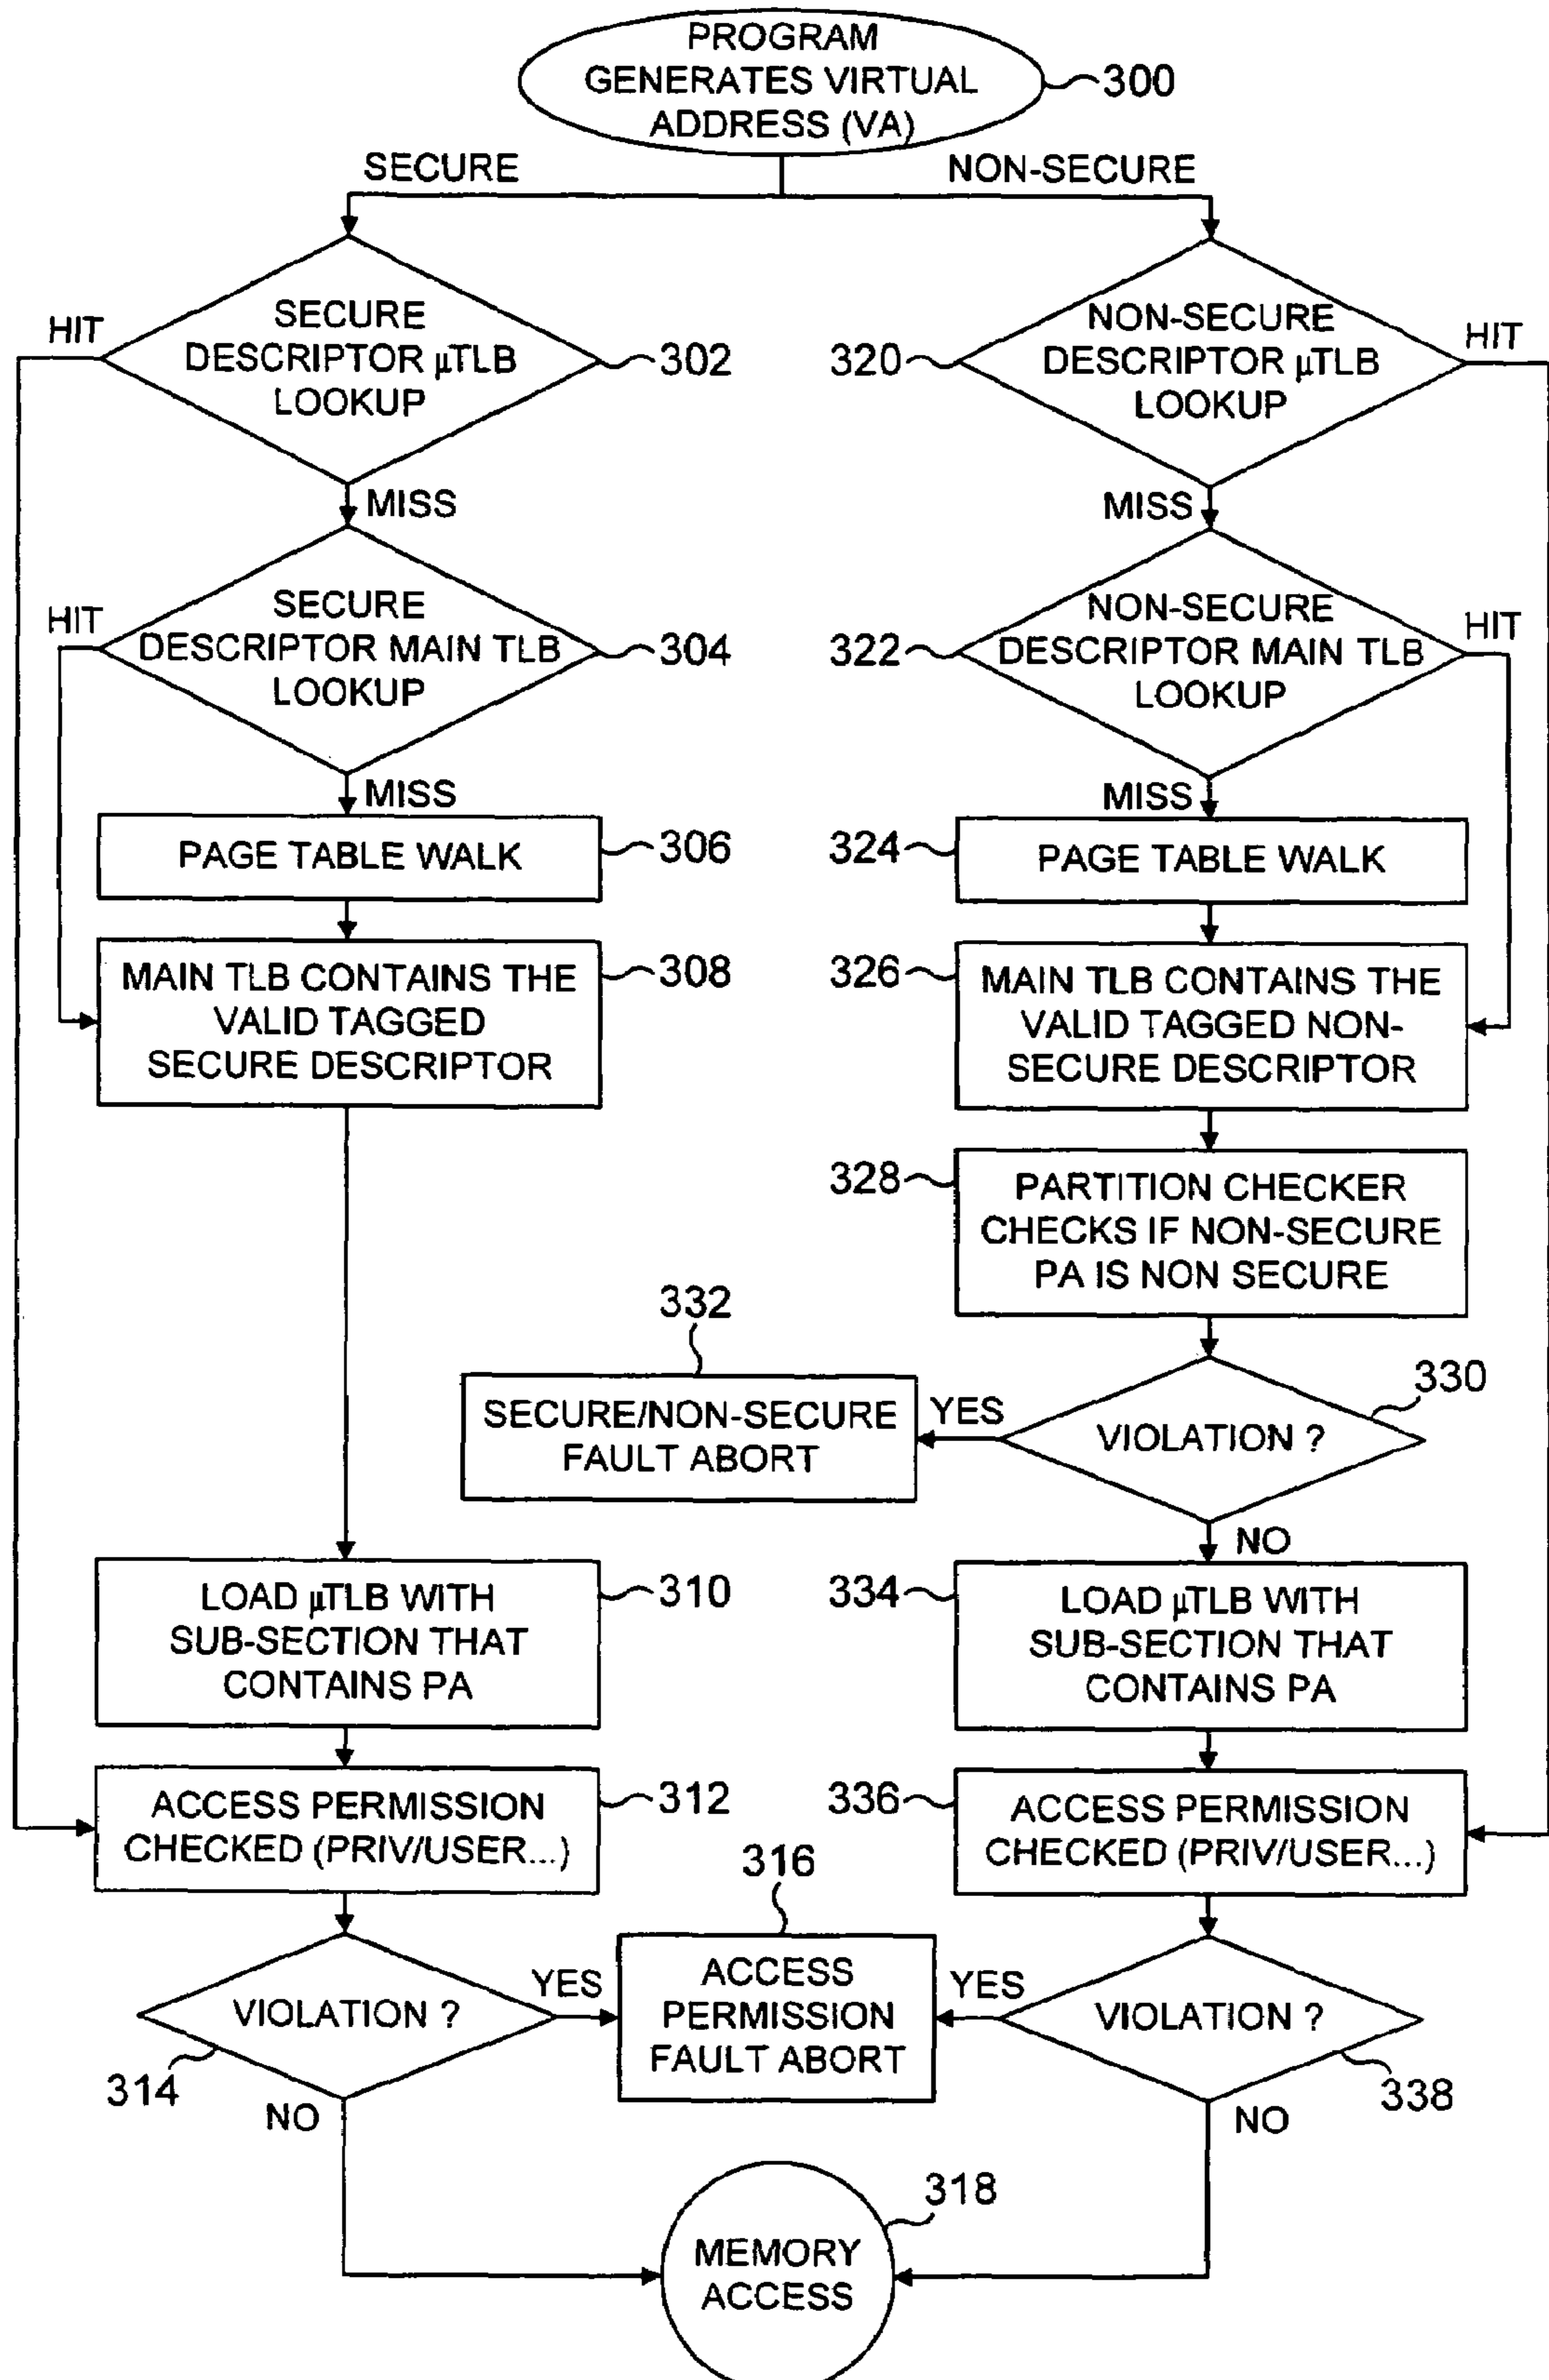 PROGRAM
GENERATES VIRTUAL
ADDRESS (VA)
300
SECURE
NON-SECURE
HIT
SECURE
DESCRIPTOR µTLB
LOOKUP
302
320
NON-SECURE
DESCRIPTOR µTLB
LOOKUP
HIT
MISS
MISS
HIT
SECURE
DESCRIPTOR MAIN TLB
LOOKUP
304
322
NON-SECURE
DESCRIPTOR MAIN TLB
LOOKUP
HIT
MISS
MISS
PAGE TABLE WALK
306
324
PAGE TABLE WALK
MAIN TLB CONTAINS THE
VALID TAGGED
SECURE DESCRIPTOR
308
326
MAIN TLB CONTAINS THE
VALID TAGGED NON-
SECURE DESCRIPTOR
328
PARTITION CHECKER
CHECKS IF NON-SECURE
PA IS NON SECURE
332
SECURE/NON-SECURE
FAULT ABORT
YES
VIOLATION ?
330
NO
LOAD µTLB WITH
SUB-SECTION THAT
CONTAINS PA
310
334
LOAD µTLB WITH
SUB-SECTION THAT
CONTAINS PA
ACCESS PERMISSION
CHECKED (PRIV/USER...)
312
336
ACCESS PERMISSION
CHECKED (PRIV/USER...)
316
VIOLATION ?
314
YES
ACCESS
PERMISSION
FAULT ABORT
YES
VIOLATION ?
338
NO
NO
318
MEMORY
ACCESS